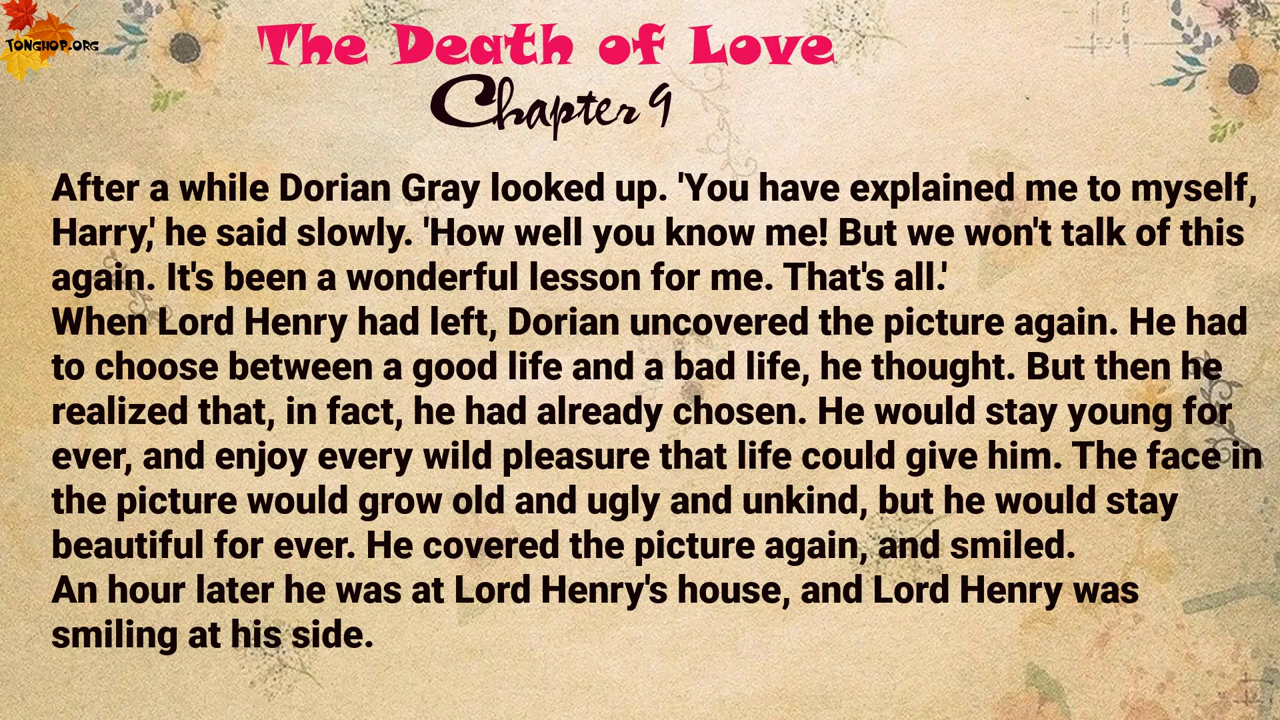 TONGHOP.ORG
The Death of Love
Chapter 9
After a while Dorian Gray looked up. 'You have explained me to myself,
Harry,' he said slowly. 'How well you know me! But we won't talk of this
again. It's been a wonderful lesson for me. That's all.'
When Lord Henry had left, Dorian uncovered the picture again. He had
to choose between a good life and a bad life, he thought. But then he
realized that, in fact, he had already chosen. He would stay young for
ever, and enjoy every wild pleasure that life could give him. The face in
the picture would grow old and ugly and unkind, but he would stay
beautiful for ever. He covered the picture again, and smiled.
An hour later he was at Lord Henry's house, and Lord Henry was
smiling at his side.